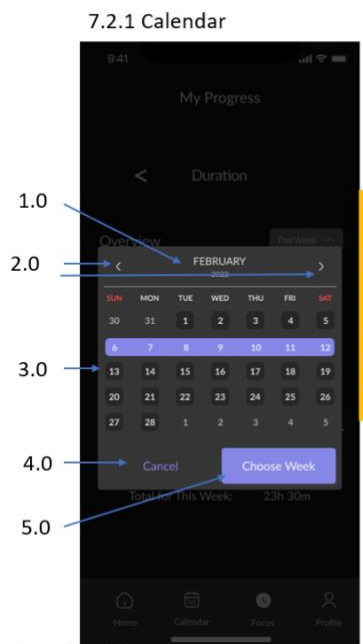 7.2.1 Calendar
9:41
My Progress
< Duration
1.0
Overview This Week
2.0
< FEBRUARY >
2022
SUN MON TUE WED THU FRI SAT
30 31 1 2 3 4 5
6 7 8 9 10 11 12
3.0
13 14 15 16 17 18 19
20 21 22 23 24 25 26
27 28 1 2 3 4 5
4.0
Cancel Choose Week
Total for This Week: 23h 30m
5.0
Home Calendar Focus Profile